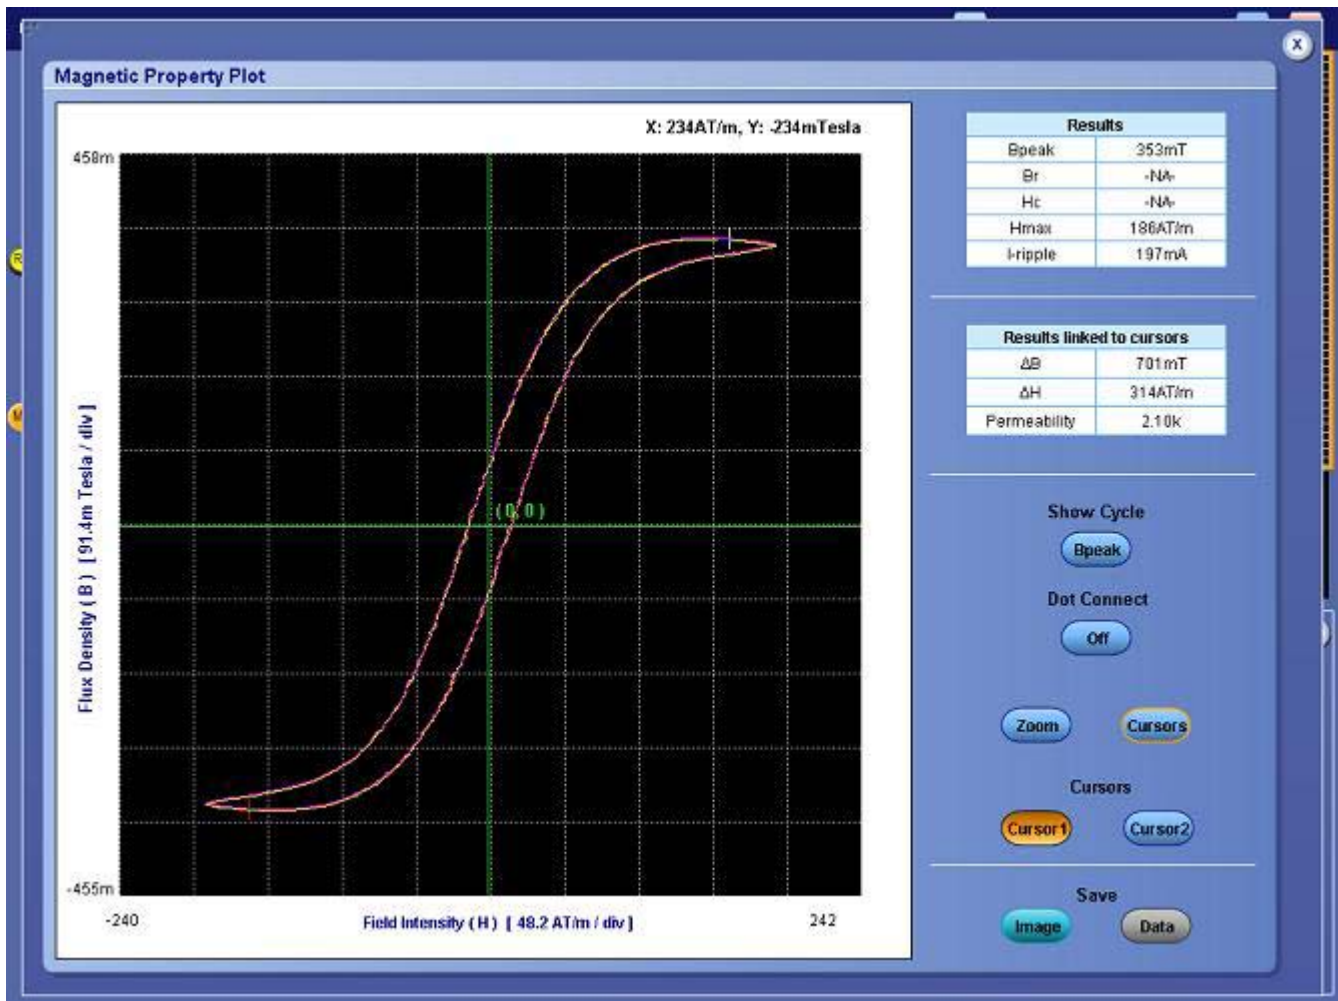 Magnetic Property Plot
X: 234AT/m, Y: -234mTesla
458m
Flux Density ( B ) [ 91.4m Tesla / div ]
( 0, 0 )
-455m
-240
Field Intensity ( H ) [ 48.2 AT/m / div ]
242
X
Results
Bpeak 353mT
Br -NA-
Hc -NA-
Hmax 186AT/m
I-ripple 197mA
Results linked to cursors
ΔB 701mT
ΔH 314AT/m
Permeability 2.10k
Show Cycle
Bpeak
Dot Connect
Off
Zoom Cursors
Cursors
Cursor1 Cursor2
Save
Image Data